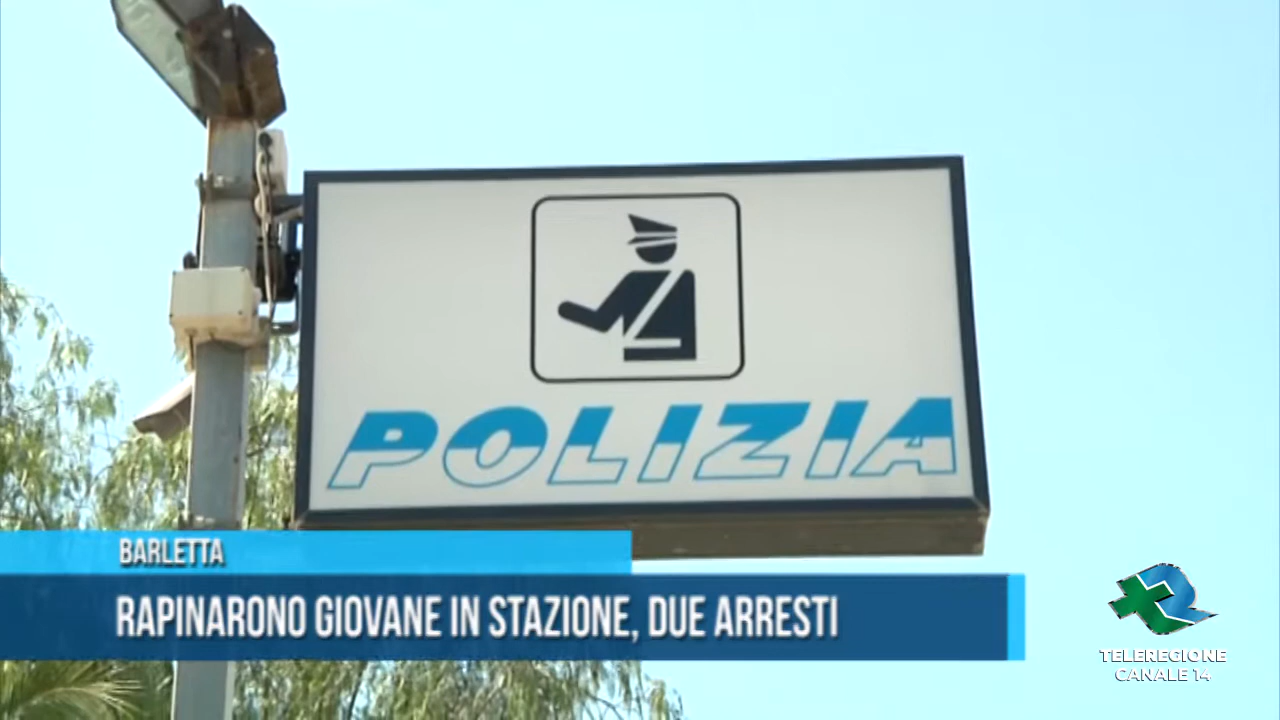 POLIZIA
BARLETTA
RAPINARONO GIOVANE IN STAZIONE, DUE ARRESTI
TELEREGIONE
CANALE 14